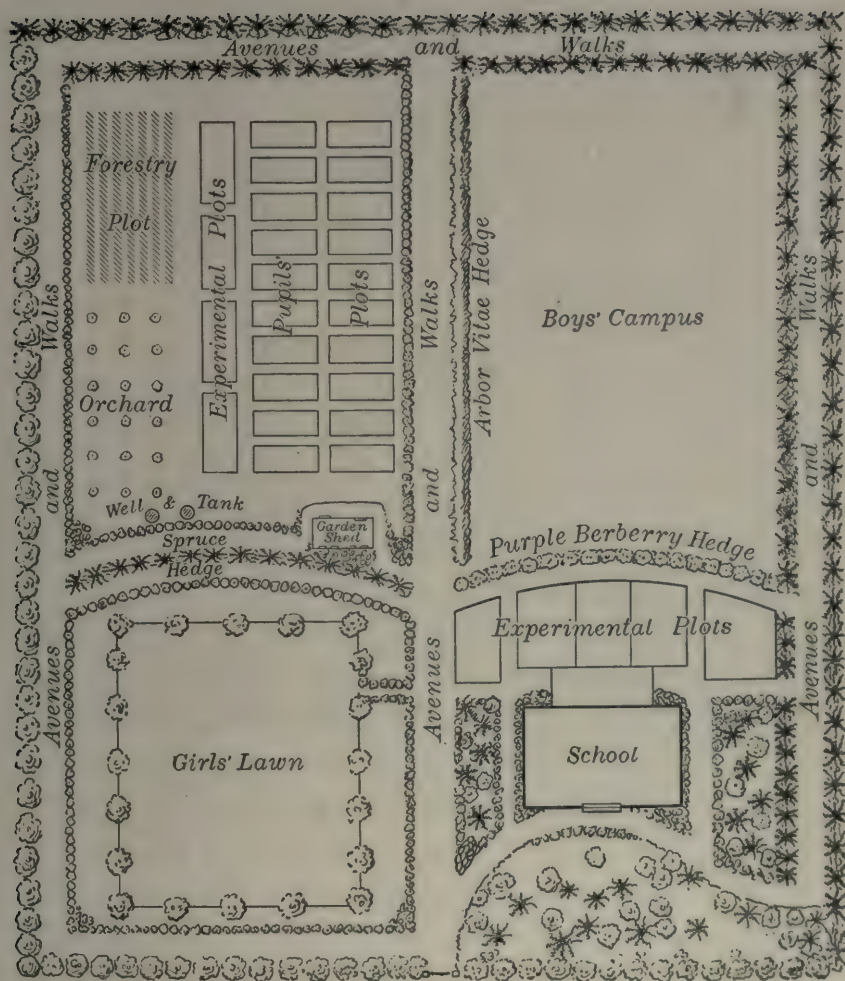 Avenues and Walks
Forestry
Plot
Experimental Plots
Pupils' Plots
Orchard
Well & Tank
Garden
Shed
Spruce
Hedge
Avenues and Walks
Avenues and Walks
Arbor Vitae Hedge
Boys' Campus
Avenues and Walks
Purple Berberry Hedge
Experimental Plots
School
Girls' Lawn